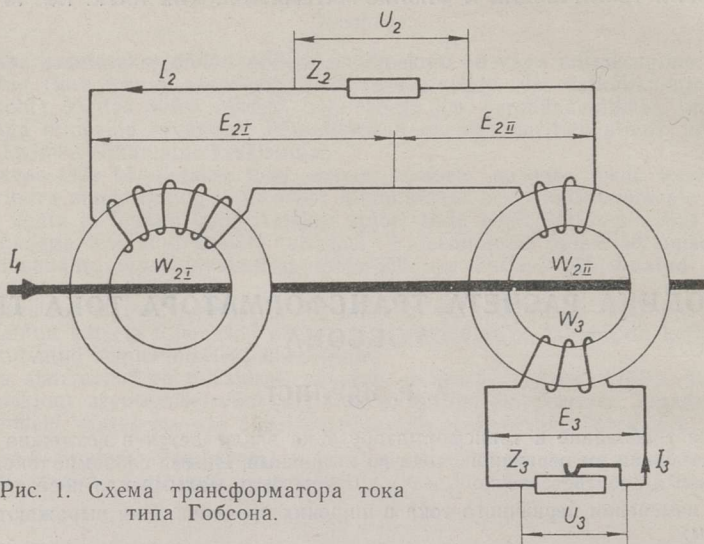 U₂
I₂
Z₂
E₂I
E₂II
I₁
W₂I
W₂II
W₃
E₃
Z₃
I₃
U₃
Рис. 1. Схема трансформатора тока
типа Гобсона.